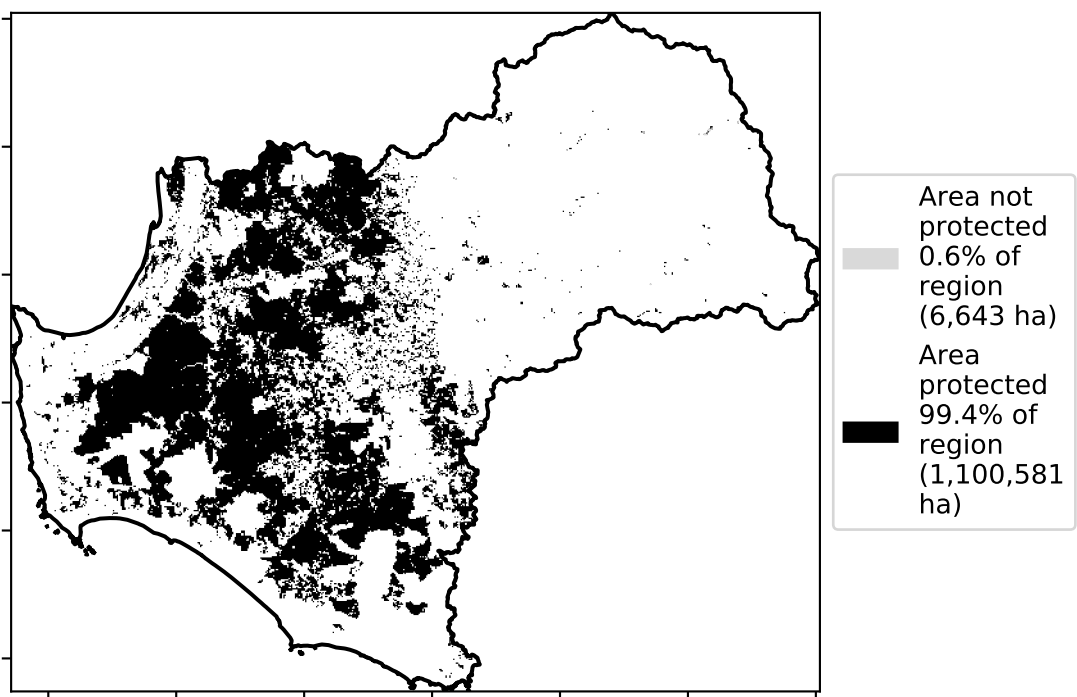 Area not
protected
0.6% of
region
(6,643 ha)
Area
protected
99.4% of
region
(1,100,581
ha)